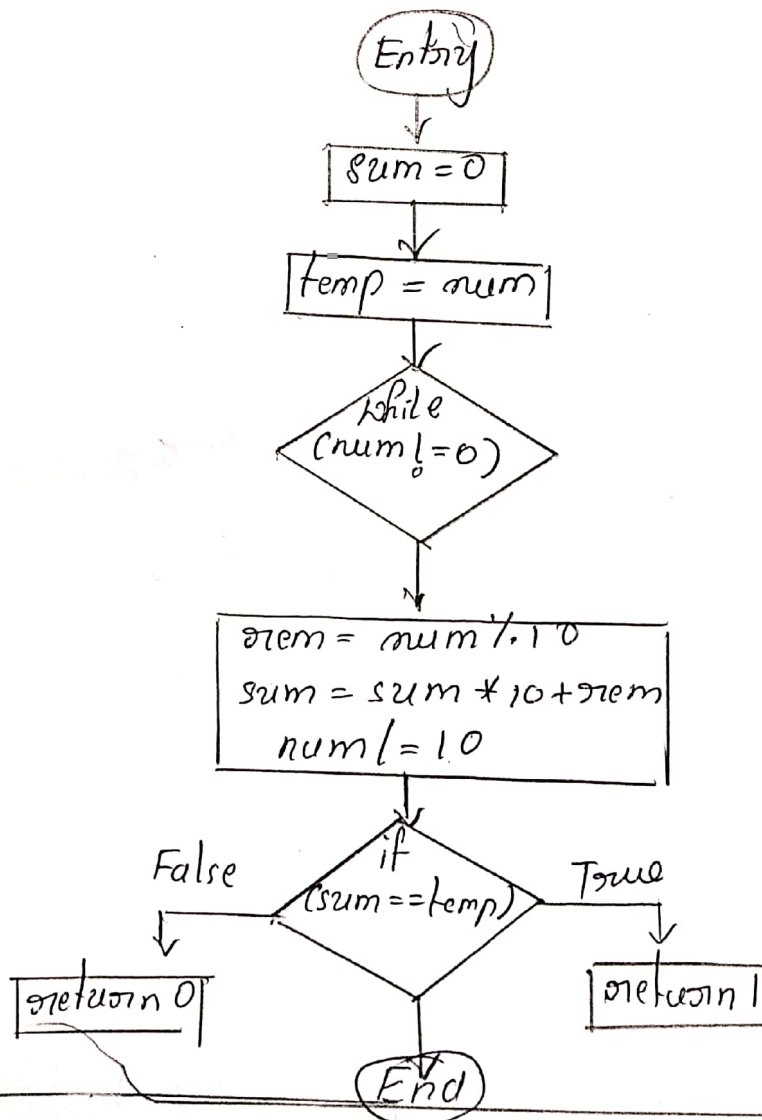 Entry
sum = 0
temp = num
while
(num != 0)
rem = num % 10
sum = sum * 10 + rem
num /= 10
if
(sum == temp)
False
True
return 0
return 1
End